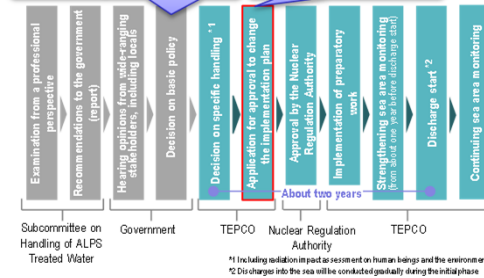 Examination from a professional
perspective
Recommendations to the government
(report)
Hearing opinions from wide-ranging
stakeholders, including locals
Decision on basic policy
Decision on specific handling *1
Application for approval to change
the implementation plan
Approval by the Nuclear
Regulation Authority
Implementation of preparatory
work
Strengthening sea area monitoring
(from about one year before discharge start)
Discharge start *2
Continuing sea area monitoring
About two years
Subcommittee on
Handling of ALPS
Treated Water
Government
TEPCO
Nuclear Regulation
Authority
TEPCO
*1 Including radiation impact assessment on human beings and the environme
*2 Discharges into the sea will be conducted gradually during the initial phase